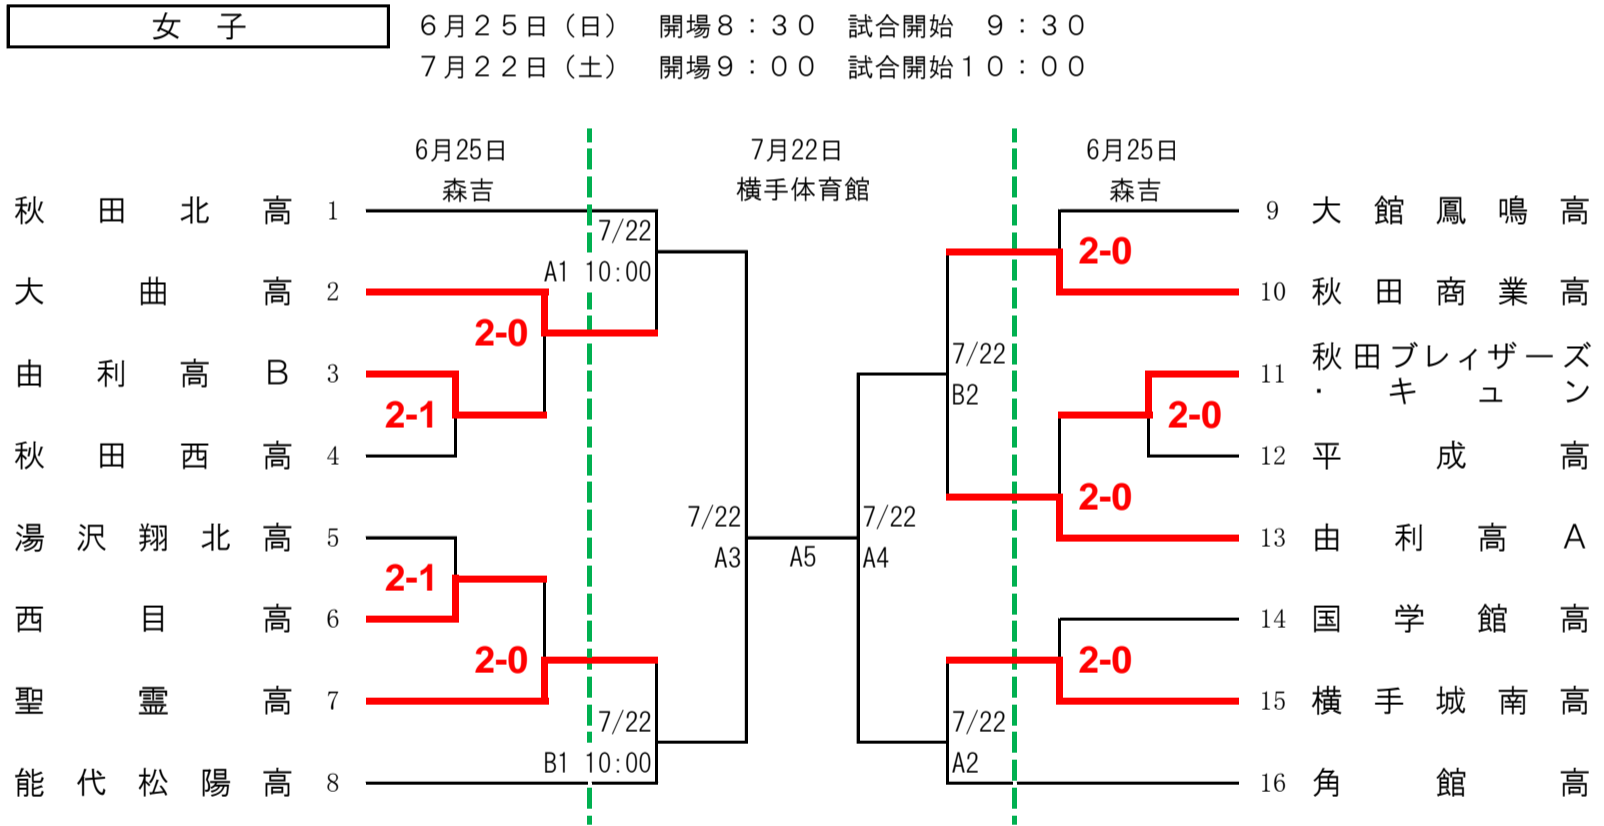 女子
6月25日（日） 開場8：30 試合開始 9：30
7月22日（土） 開場9：00 試合開始10：00
6月25日
森吉
7月22日
横手体育館
6月25日
森吉
秋田北高 1
大曲高 2
由利高B 3
秋田西高 4
湯沢翔北高 5
西目高 6
聖霊高 7
能代松陽高 8
2-0
2-1
2-1
2-0
7/22
A1 10:00
7/22
B1 10:00
7/22
A3
A5
7/22
A4
7/22
B2
7/22
A2
2-0
2-0
2-0
2-0
9 大館鳳鳴高
10 秋田商業高
11 秋田ブレィザーズ
・キュン
12 平成高
13 由利高A
14 国学館高
15 横手城南高
16 角館高